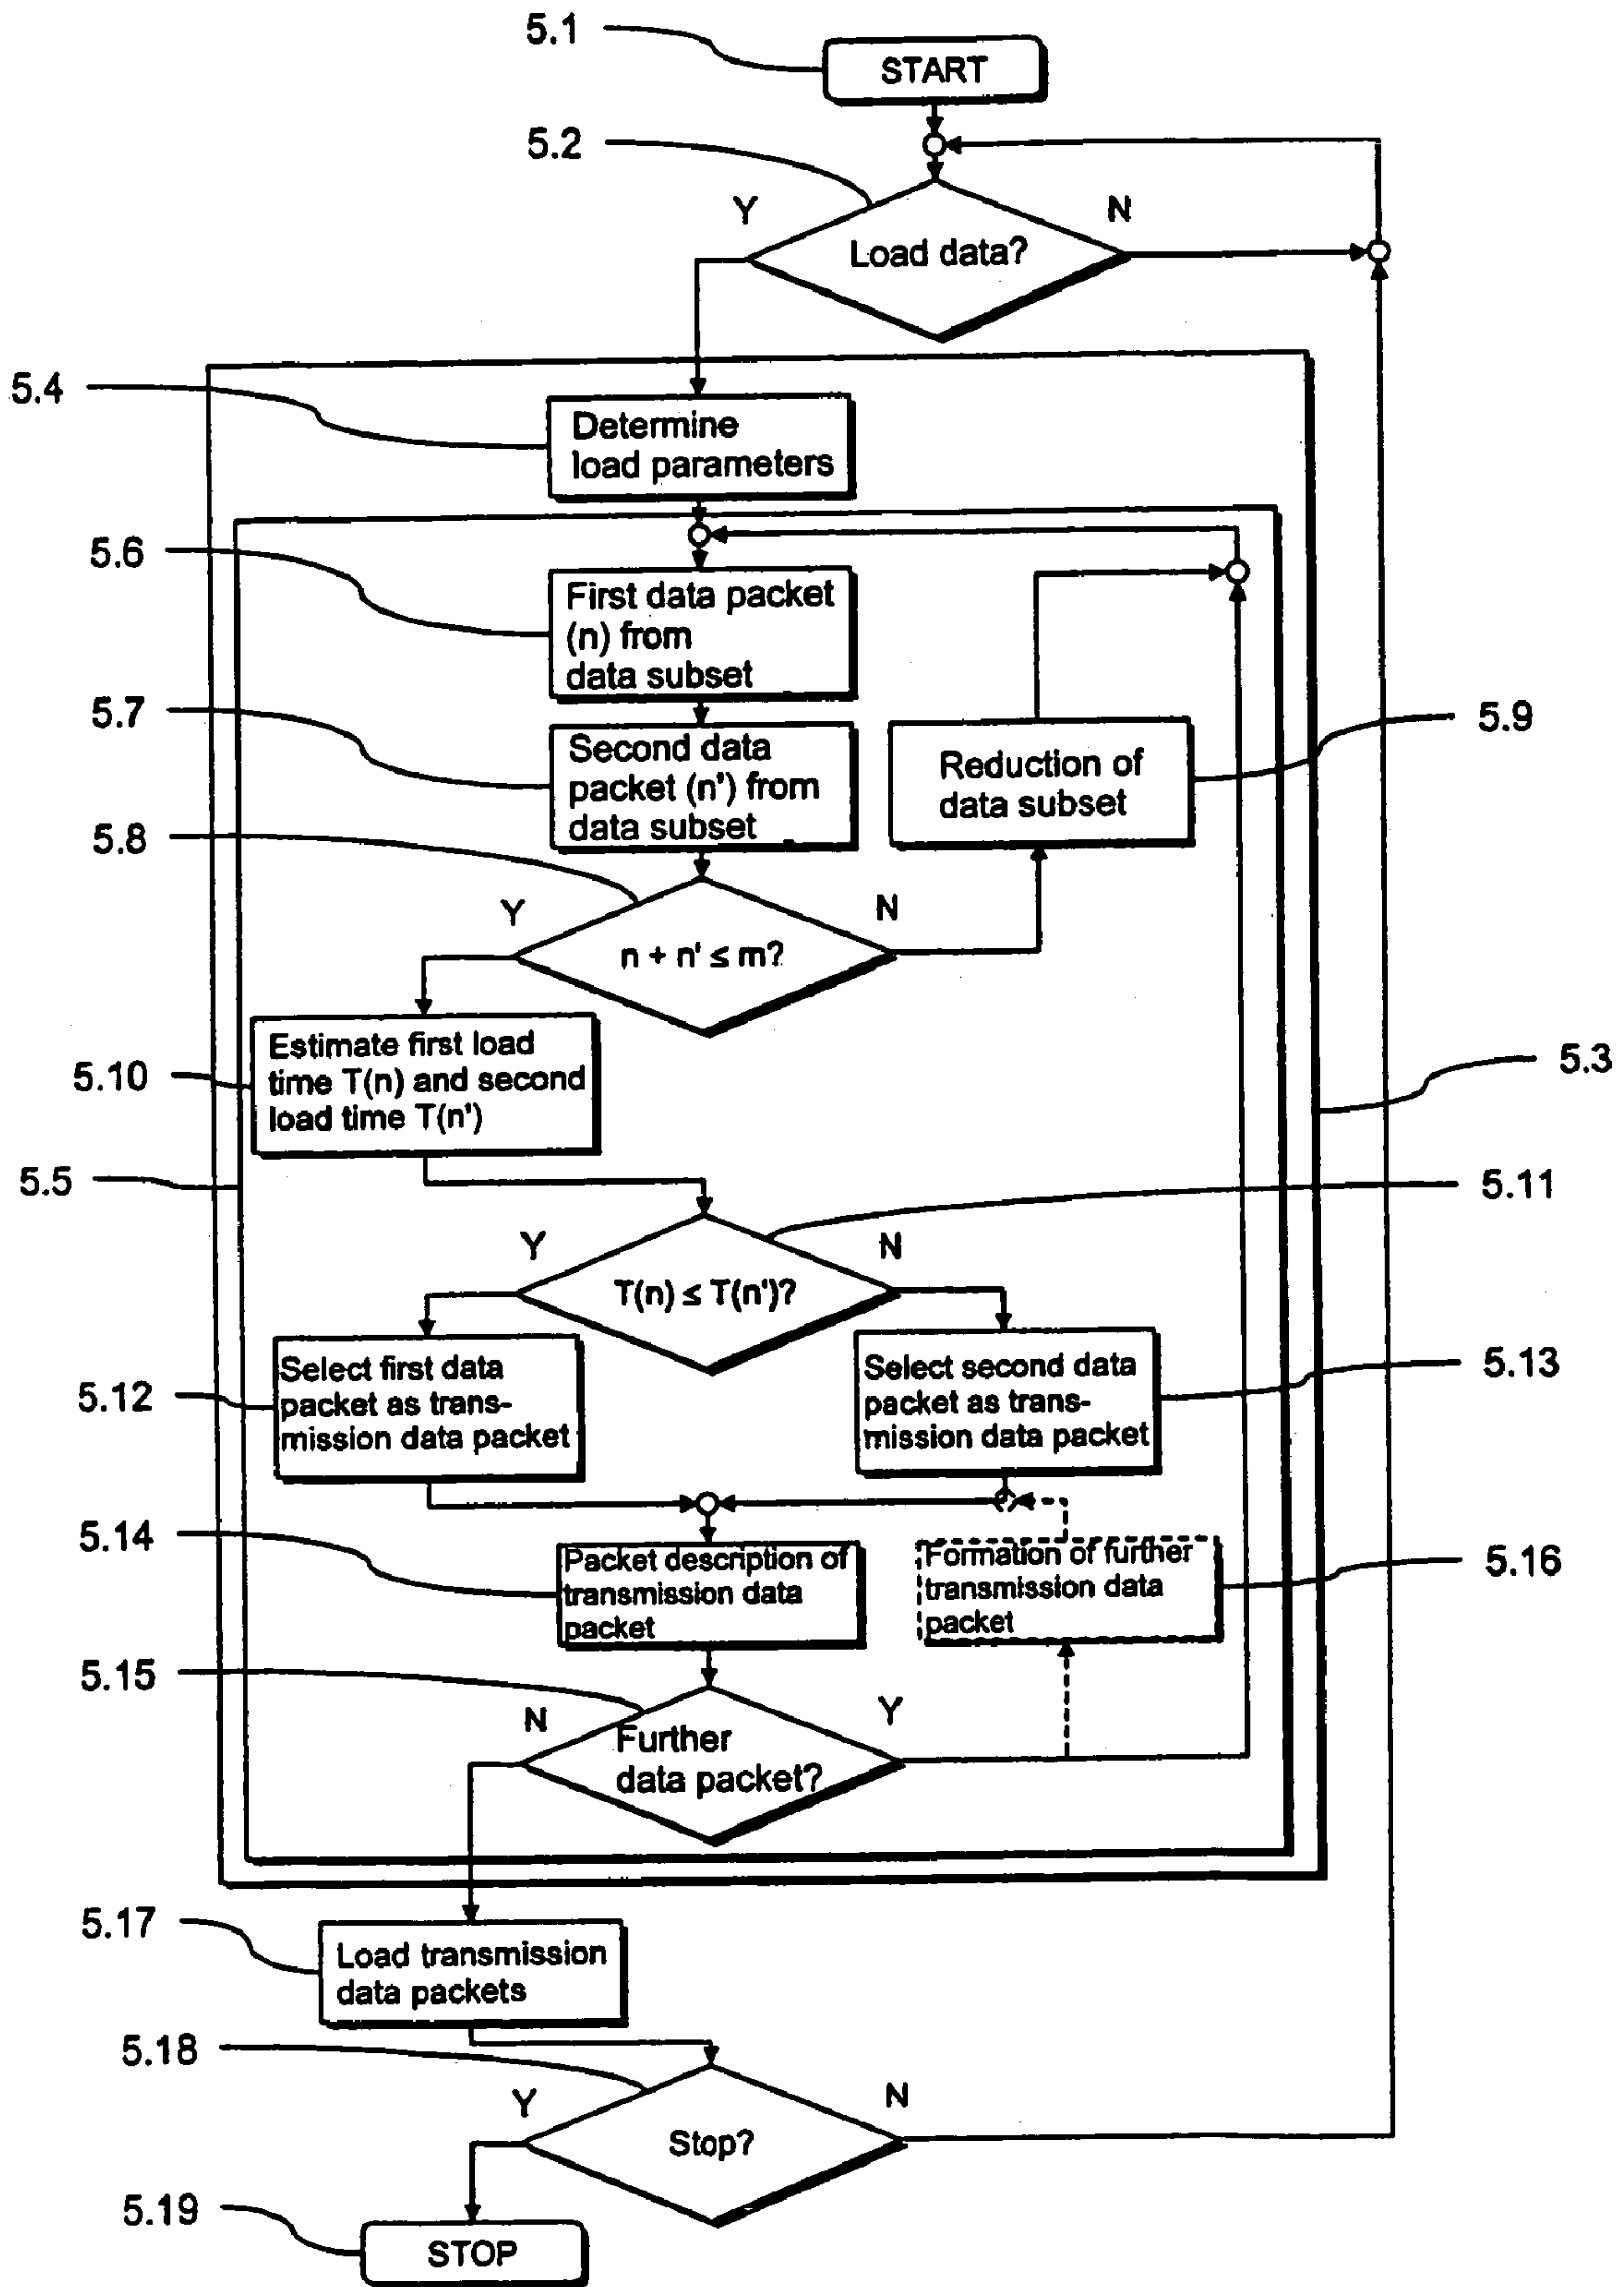 5.1
START
5.2
Y
N
Load data?
5.4
Determine
load parameters
5.6
First data packet
(n) from
data subset
5.7
Second data
packet (n') from
data subset
5.9
Reduction of
data subset
5.8
Y
N
n + n' ≤ m?
5.10
Estimate first load
time T(n) and second
load time T(n')
5.3
5.5
5.11
Y
N
T(n) ≤ T(n')?
5.12
Select first data
packet as trans-
mission data packet
Select second data
packet as trans-
mission data packet
5.13
5.14
Packet description of
transmission data
packet
Formation of further
transmission data
packet
5.16
5.15
N
Y
Further
data packet?
5.17
Load transmission
data packets
5.18
Y
N
Stop?
5.19
STOP